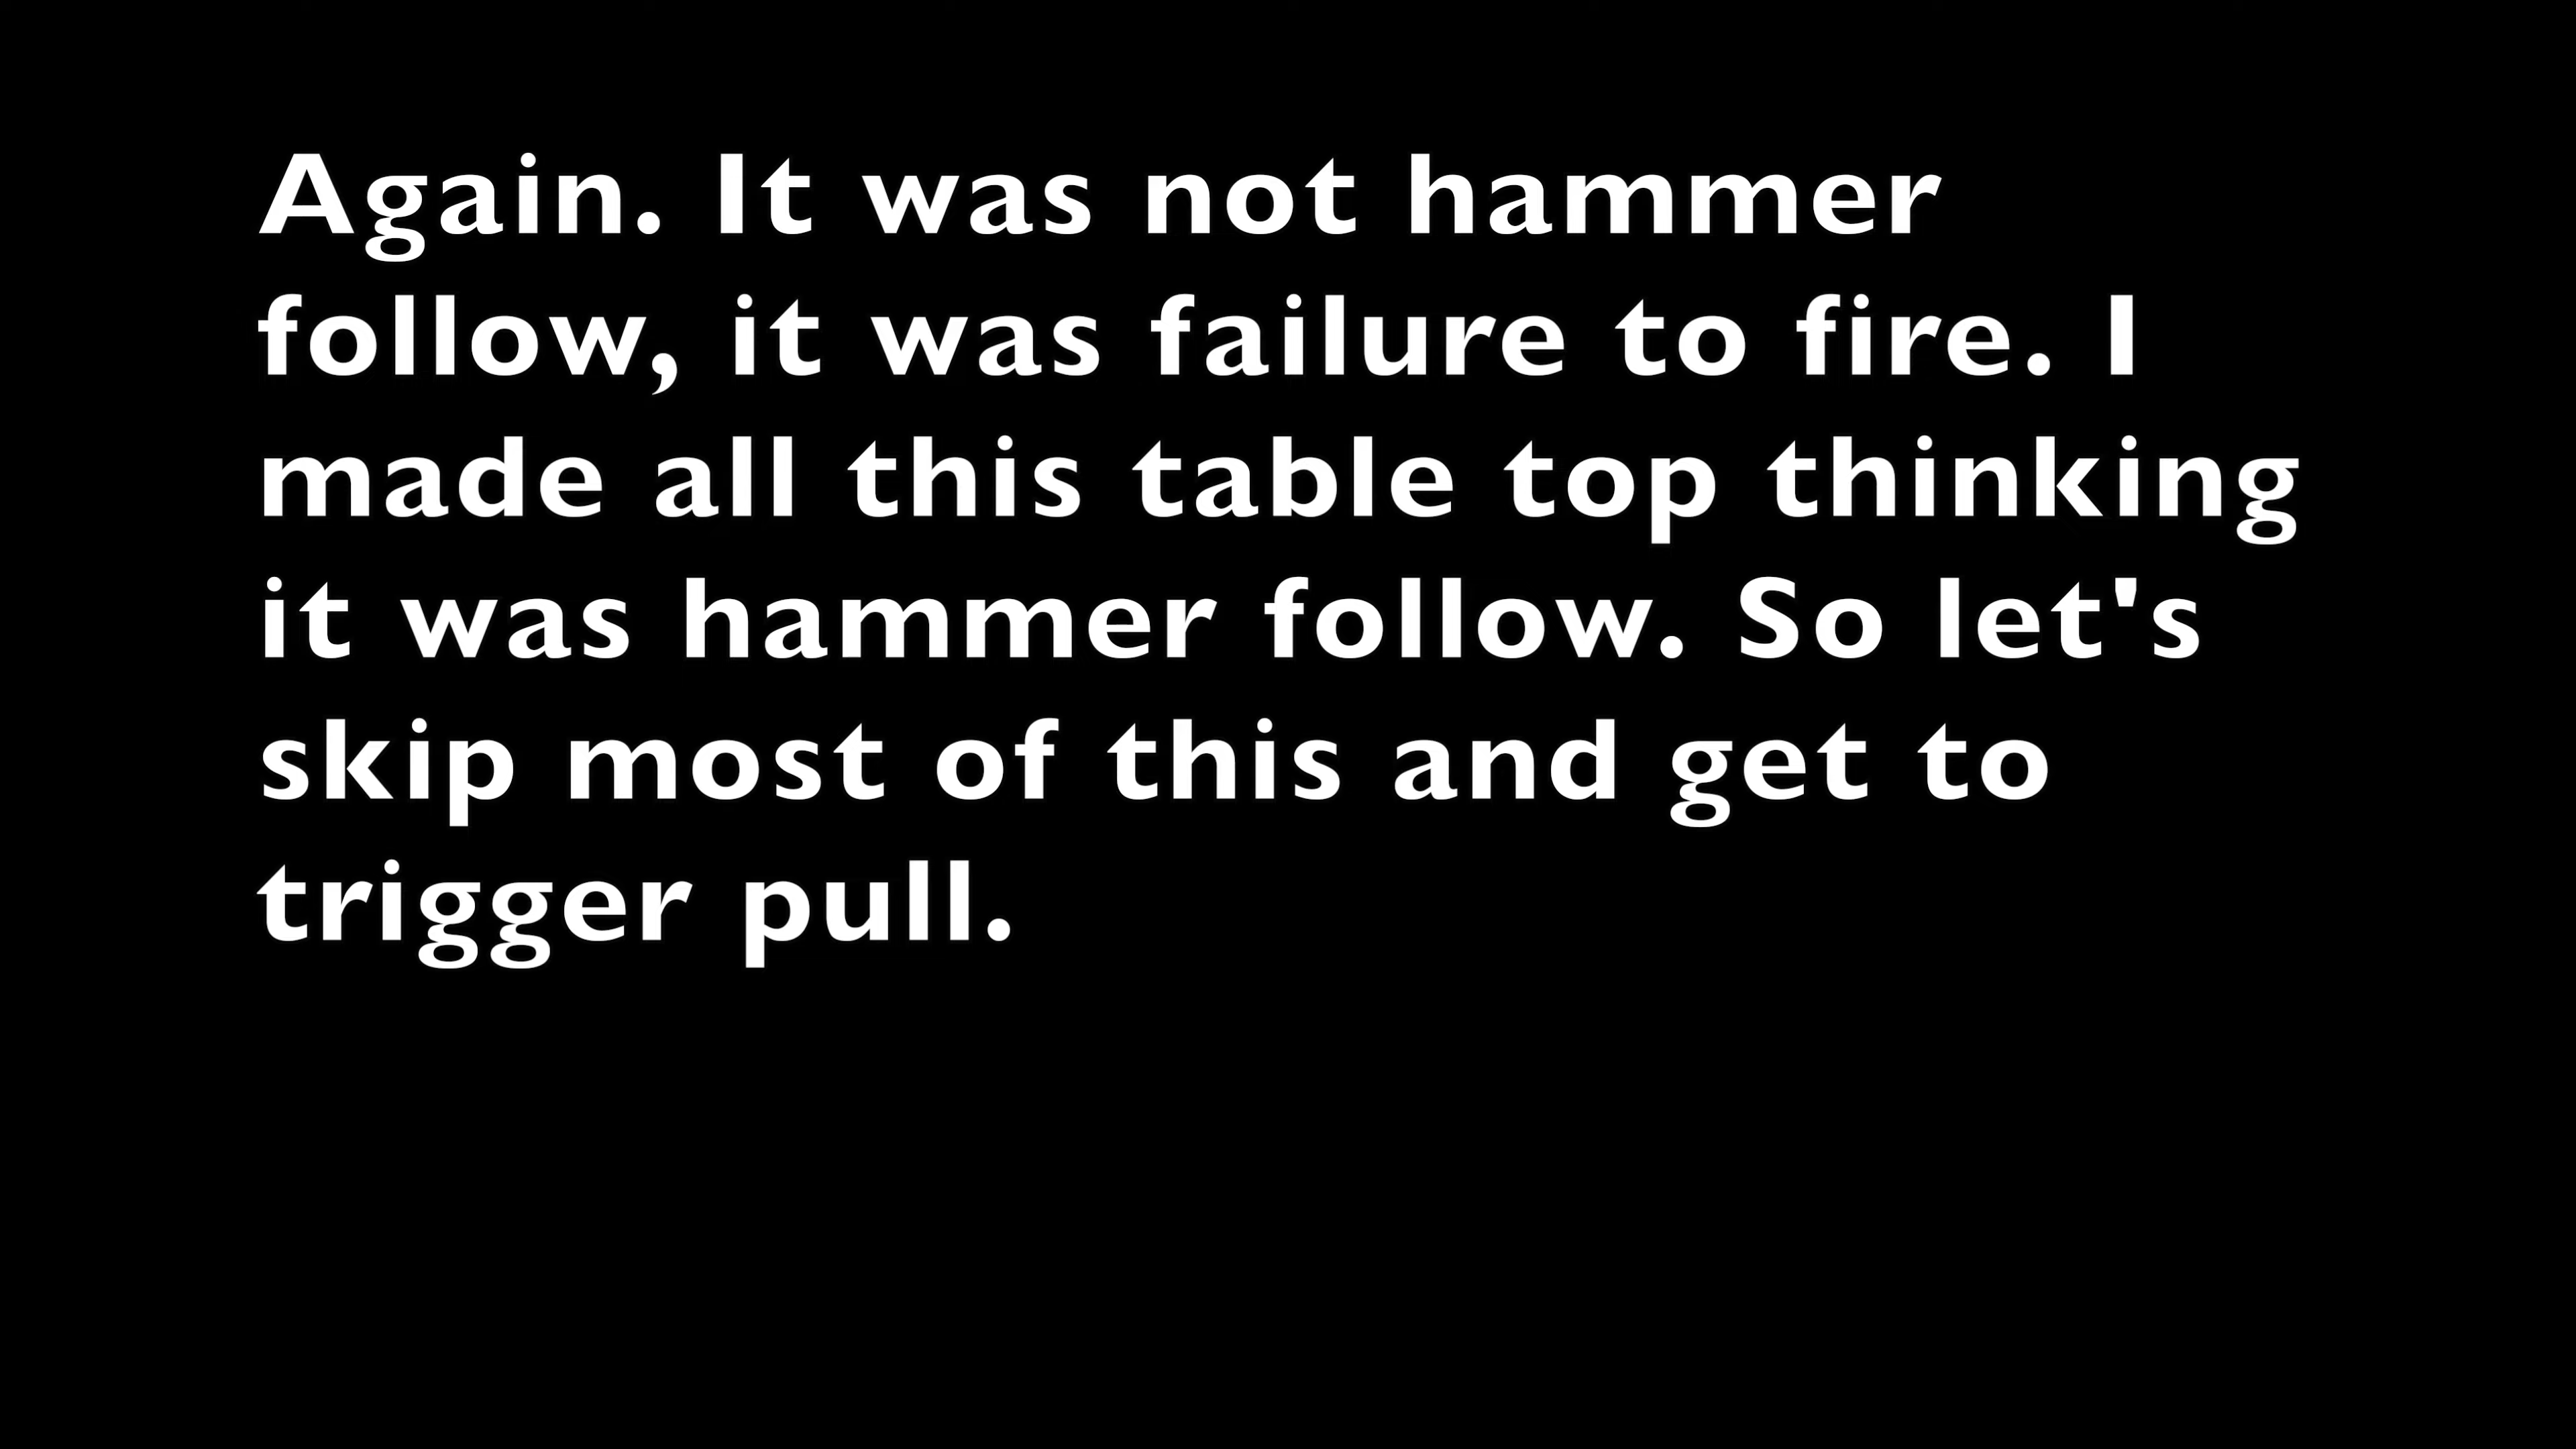 Again. It was not hammer
follow, it was failure to fire. I
made all this table top thinking
it was hammer follow. So let's
skip most of this and get to
trigger pull.